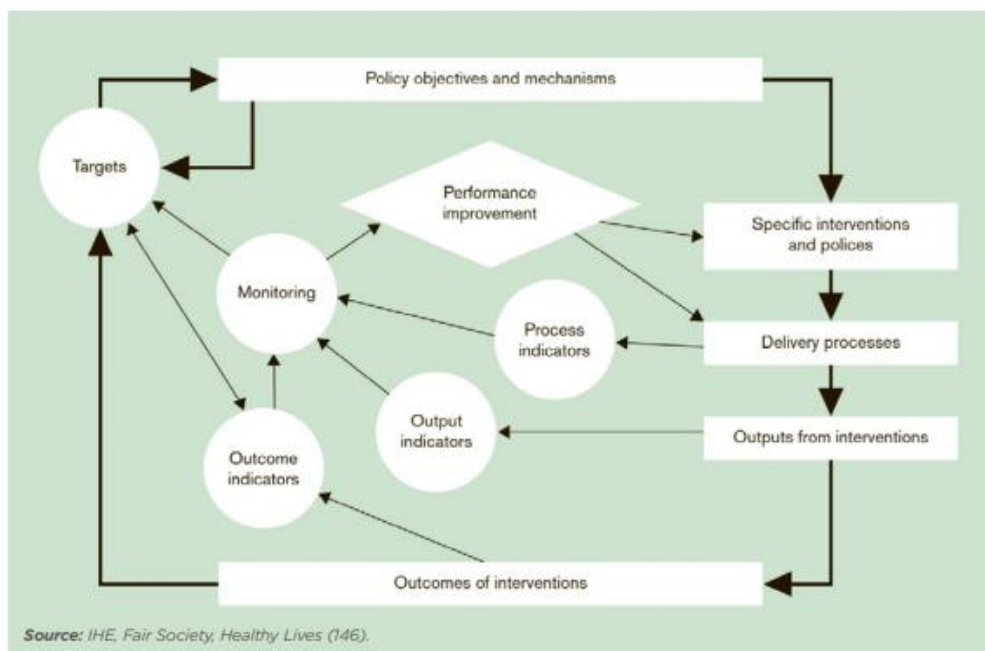 Policy objectives and mechanisms
Targets
Performance
improvement
Specific interventions
and polices
Monitoring
Process
indicators
Delivery processes
Output
indicators
Outputs from interventions
Outcome
indicators
Outcomes of interventions
Source: IHE, Fair Society, Healthy Lives (146).